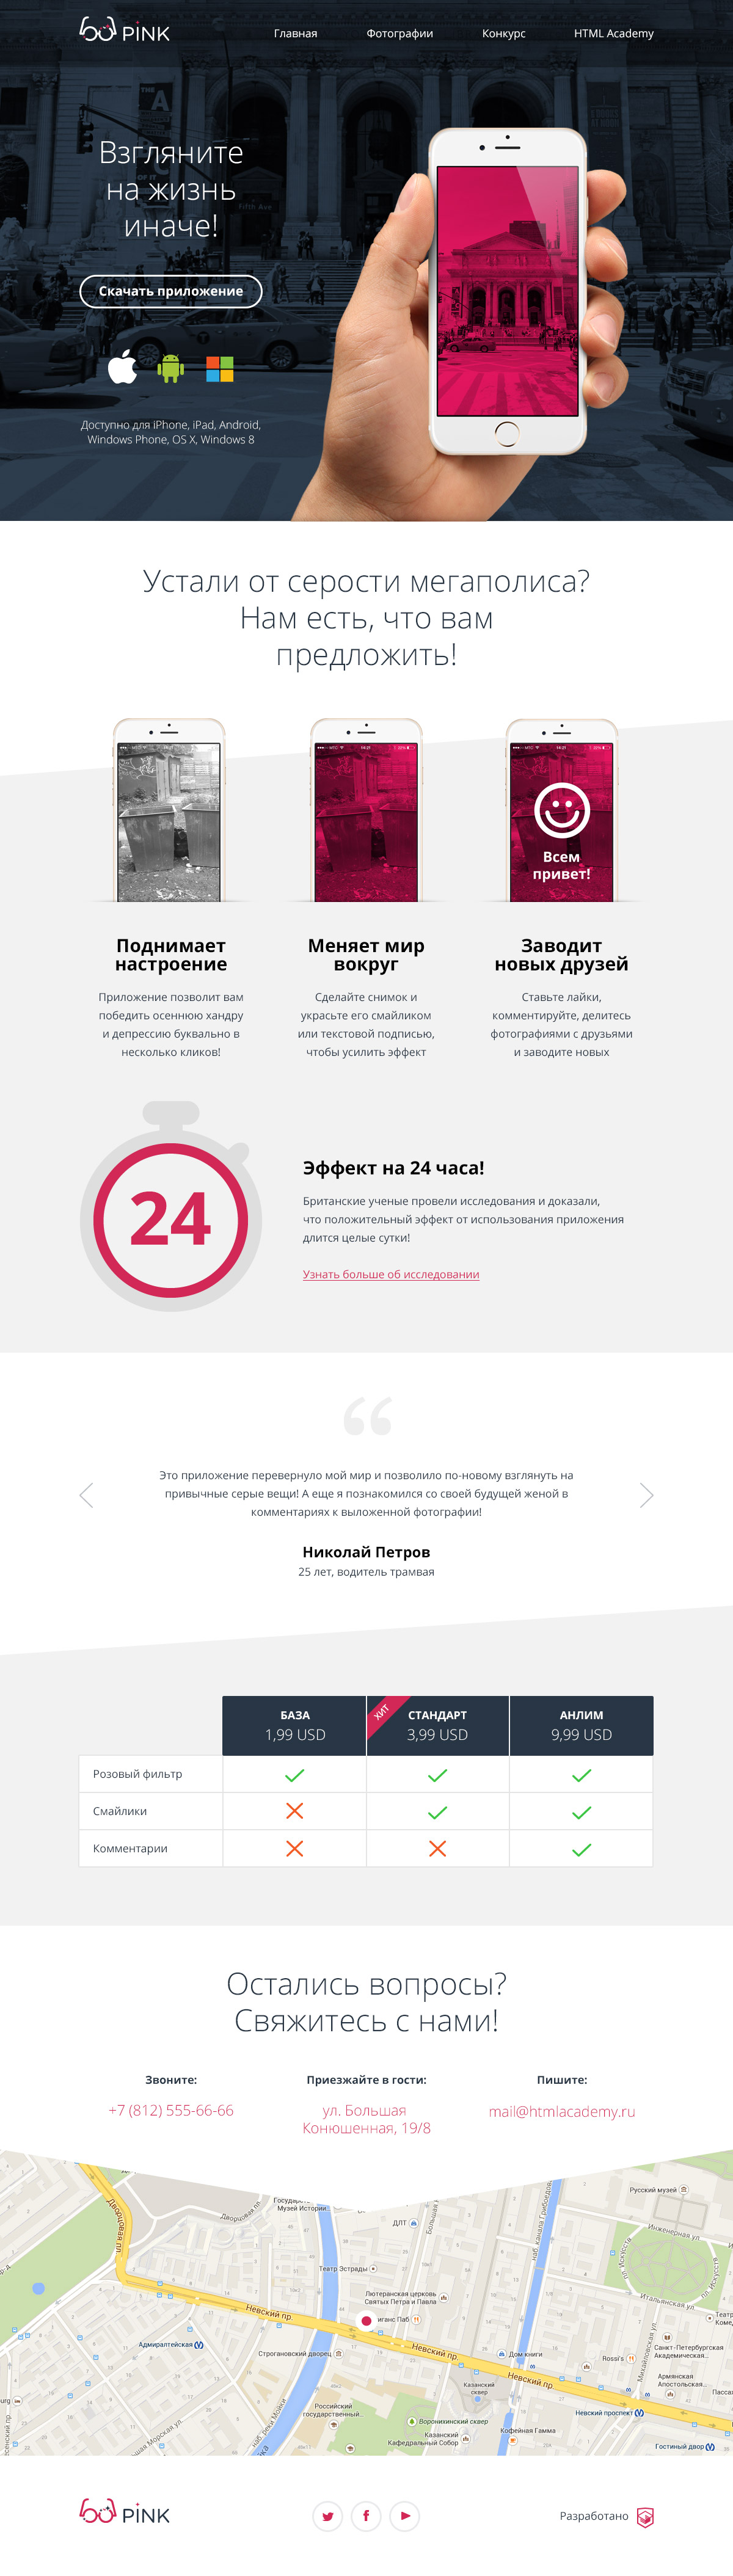 PINK
Главная Фотографии Конкурс HTML Academy
Взгляните
на жизнь
иначе!
Скачать приложение
Доступно для iPhone, iPad, Android,
Windows Phone, OS X, Windows 8
Устали от серости мегаполиса?
Нам есть, что вам
предложить!
Всем
привет!
Поднимает
настроение
Приложение позволит вам
победить осеннюю хандру
и депрессию буквально в
несколько кликов!
Меняет мир
вокруг
Сделайте снимок и
украсьте его смайликом
или текстовой подписью,
чтобы усилить эффект
Заводит
новых друзей
Ставьте лайки,
комментируйте, делитесь
фотографиями с друзьями
и заводите новых
24
Эффект на 24 часа!
Британские ученые провели исследования и доказали,
что положительный эффект от использования приложения
длится целые сутки!
Узнать больше об исследовании
“
Это приложение перевернуло мой мир и позволило по-новому взглянуть на
привычные серые вещи! А еще я познакомился со своей будущей женой в
комментариях к выложенной фотографии!
Николай Петров
25 лет, водитель трамвая
БАЗА ХИТ СТАНДАРТ АНЛИМ
1,99 USD 3,99 USD 9,99 USD
Розовый фильтр
Смайлики
Комментарии
Остались вопросы?
Свяжитесь с нами!
Звоните:
+7 (812) 555-66-66
Приезжайте в гости:
ул. Большая
Конюшенная, 19/8
Пишите:
mail@htmlacademy.ru
Дворцовая пл.
Дворцовая пл.
Музей Истории...
ДЛТ
наб. канала Грибоедова
Русский музей
Инженерная ул.
ул. Искусств
пл. Искусств
Итальянская ул.
Театр Эстрады
Лютеранская церковь
Святых Петра и Павла
Невский пр.
иганс Паб
Адмиралтейская
Строгановский дворец
Невский пр.
Дом книги
Rossi's
Михайловская ул.
Санкт-Петербургская
Академическая...
Армянская
Апостольская...
Казанский
сквер
Невский пр.
Невский проспект
Российский
государственный...
Воронихинский сквер
Казанский
Кафедральный Собор
Кофейная Гамма
Гостиный двор
наб. реки Мойки
PINK
Разработано